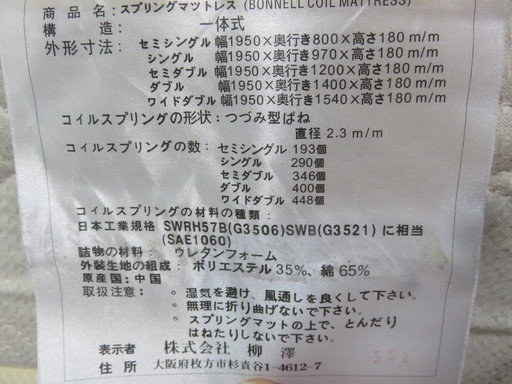 商品名:スプリングマットレス (BONNELL COIL MATTRESS)
構造: 一体式
外形寸法:
セミシングル 幅1950×奥行き800×高さ180m/m
シングル 幅1950×奥行き970×高さ180m/m
セミダブル 幅1950×奥行き1200×高さ180m/m
ダブル 幅1950×奥行き1400×高さ180m/m
ワイドダブル 幅1950×奥行き1540×高さ180m/m
コイルスプリングの形状:つづみ型ばね
直径 2.3m/m
コイルスプリングの数: セミシングル 193個
シングル 290個
セミダブル 346個
ダブル 400個
ワイドダブル 448個
コイルスプリングの材料の種類:
日本工業規格 SWRH57B(G3506)SWB(G3521)に相当
(SAE1060)
詰物の材料: ウレタンフォーム
外装生地の組成: ポリエステル35%、綿65%
原産国:中国
取扱注意: ◦ 湿気を避け、風通しを良くして下さい。
◦ 無理に折り曲げないで下さい。
◦ スプリングマットの上で、とんだり
はねたりしないで下さい。
表示者 株式会社 柳澤
住所 大阪府枚方市杉責谷1-4612-7